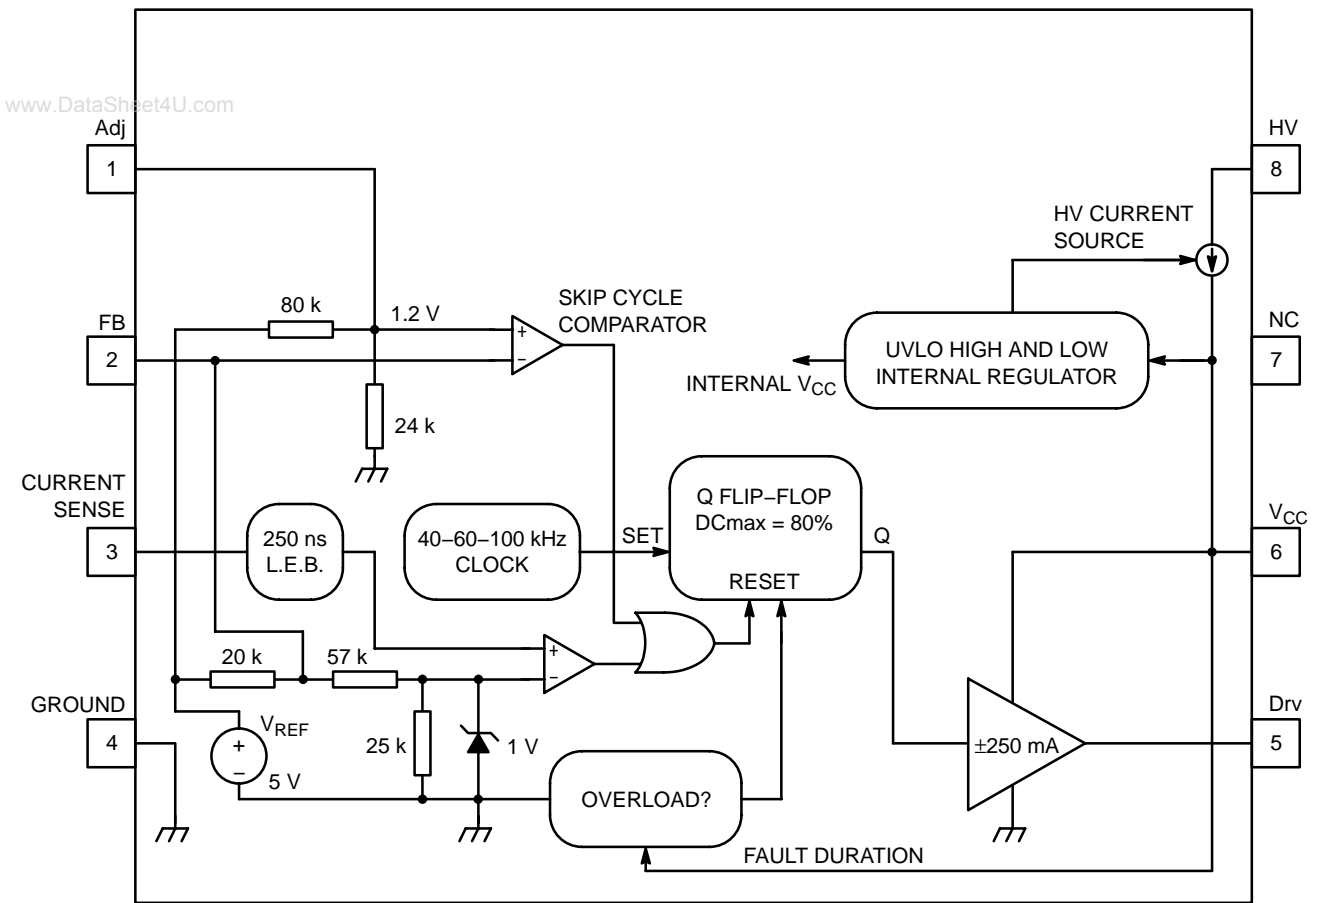 www.DataSheet4U.com
Adj
1
HV
8
HV CURRENT
SOURCE
80 k
1.2 V
SKIP CYCLE
COMPARATOR
+
−
FB
2
NC
7
UVLO HIGH AND LOW
INTERNAL REGULATOR
INTERNAL VCC
24 k
CURRENT
SENSE
3
250 ns
L.E.B.
40−60−100 kHz
CLOCK
SET
Q FLIP−FLOP
DCmax = 80%
RESET
Q
VCC
6
20 k
57 k
+
−
GROUND
4
VREF
+
−
5 V
25 k
1 V
OVERLOAD?
±250 mA
Drv
5
FAULT DURATION